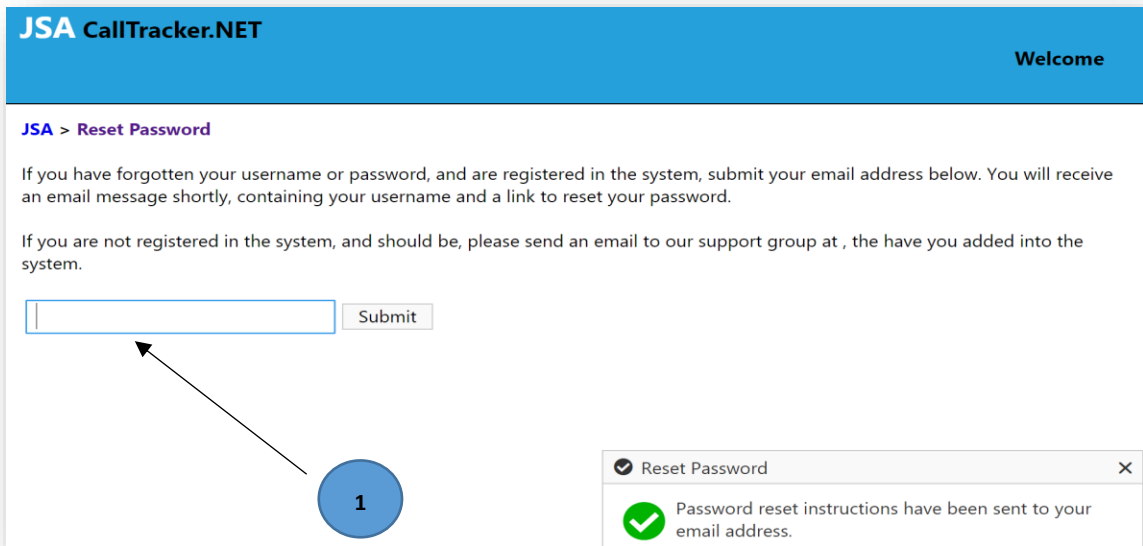 JSA CallTracker.NET
Welcome
JSA > Reset Password
If you have forgotten your username or password, and are registered in the system, submit your email address below. You will receive
an email message shortly, containing your username and a link to reset your password.
If you are not registered in the system, and should be, please send an email to our support group at , the have you added into the
system.
Submit
1
Reset Password
Password reset instructions have been sent to your
email address.